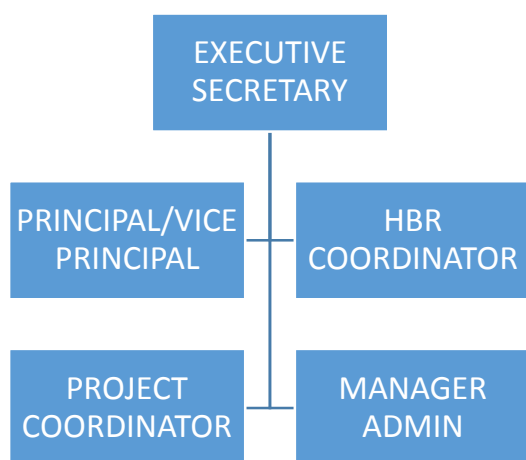 EXECUTIVE
SECRETARY
PRINCIPAL/VICE
PRINCIPAL
HBR
COORDINATOR
PROJECT
COORDINATOR
MANAGER
ADMIN